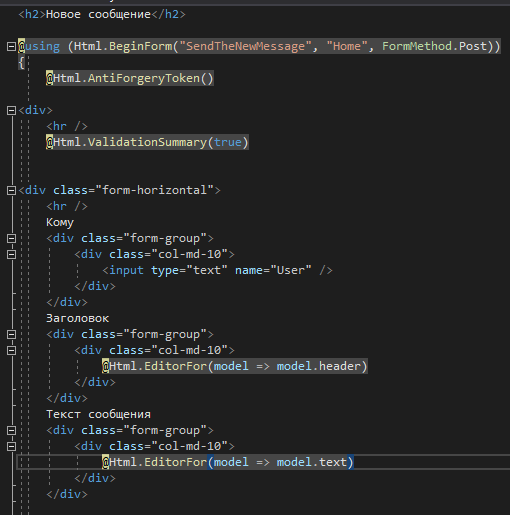 <h2>Новое сообщение</h2>
@using (Html.BeginForm("SendTheNewMessage", "Home", FormMethod.Post))
{
@Html.AntiForgeryToken()
<div>
<hr />
@Html.ValidationSummary(true)
<div class="form-horizontal">
<hr />
Кому
<div class="form-group">
<div class="col-md-10">
<input type="text" name="User" />
</div>
</div>
Заголовок
<div class="form-group">
<div class="col-md-10">
@Html.EditorFor(model => model.header)
</div>
</div>
Текст сообщения
<div class="form-group">
<div class="col-md-10">
@Html.EditorFor(model => model.text)
</div>
</div>